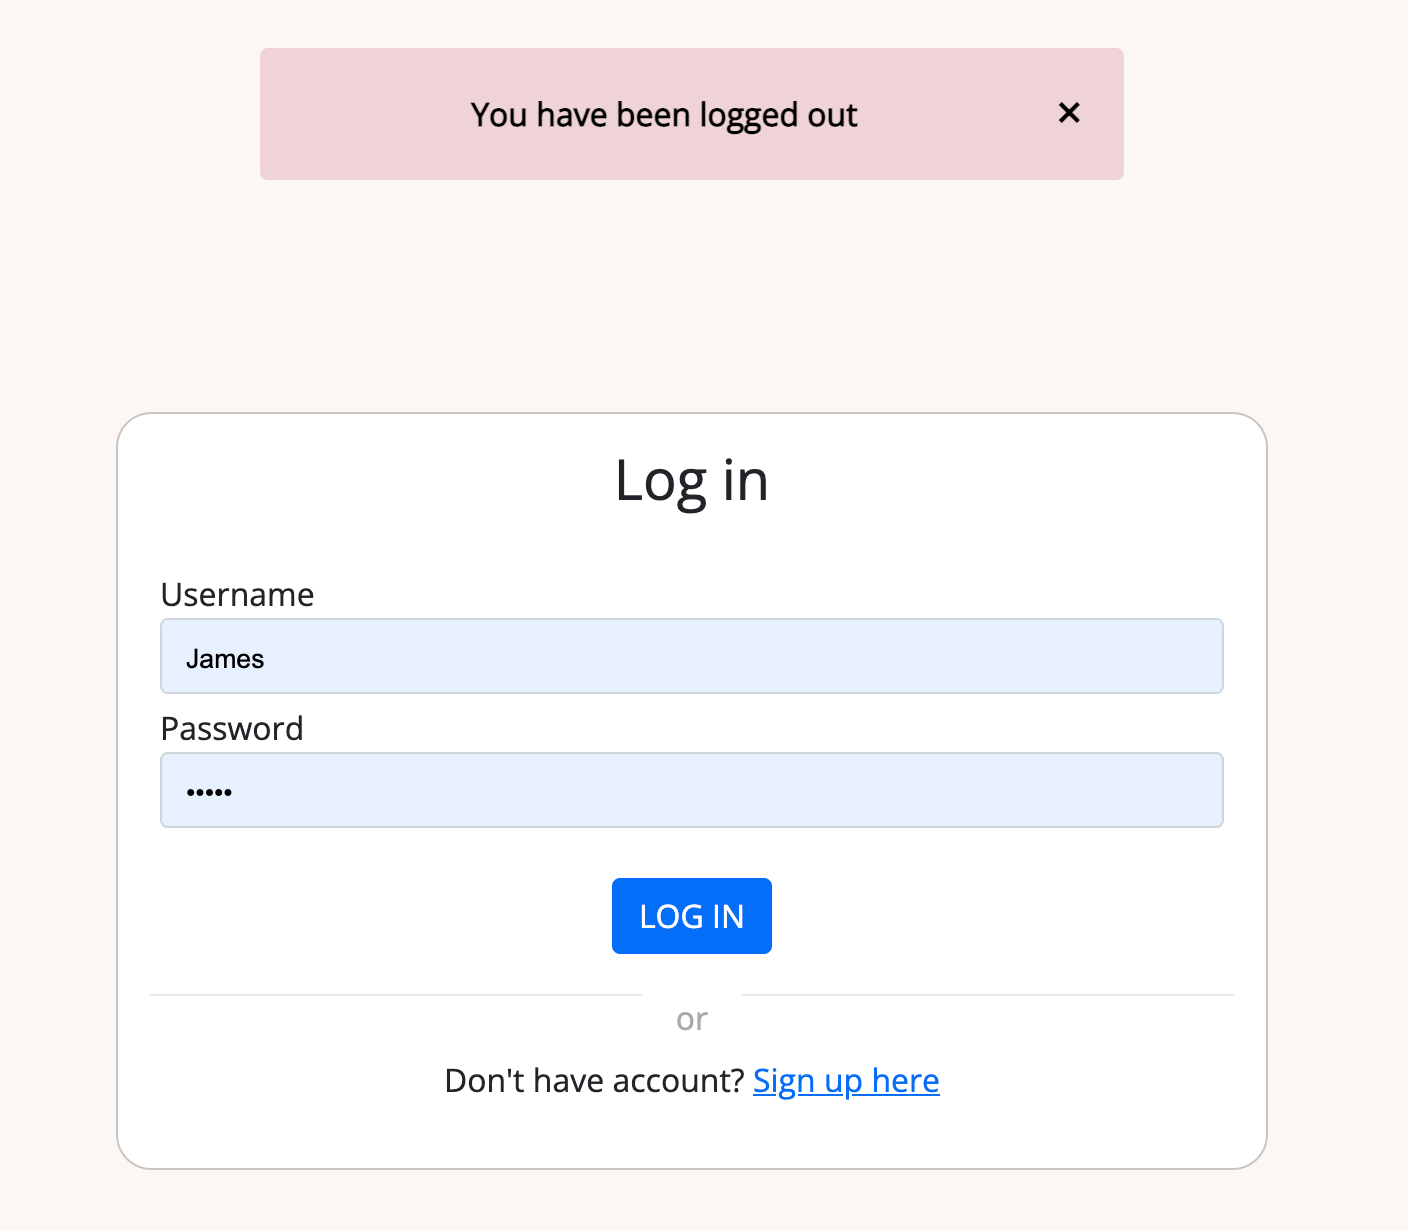 You have been logged out ×
Log in
Username
James
Password
•••••
LOG IN
or
Don't have account? Sign up here